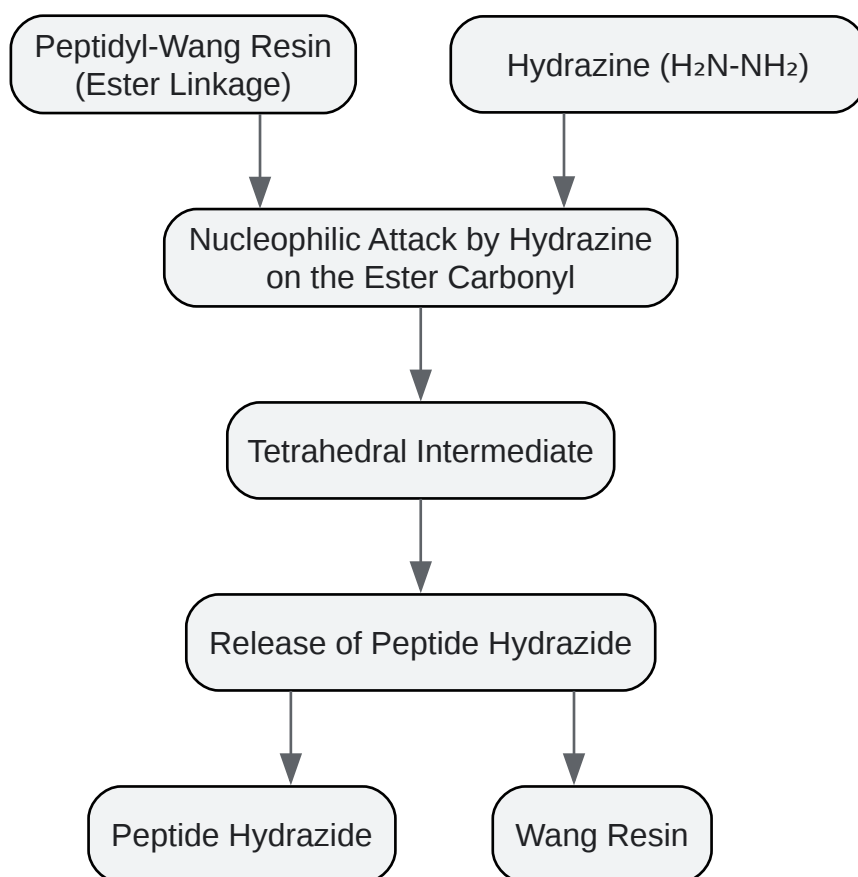 Peptidyl-Wang Resin
(Ester Linkage)
Hydrazine (H₂N-NH₂)
Nucleophilic Attack by Hydrazine
on the Ester Carbonyl
Tetrahedral Intermediate
Release of Peptide Hydrazide
Peptide Hydrazide
Wang Resin